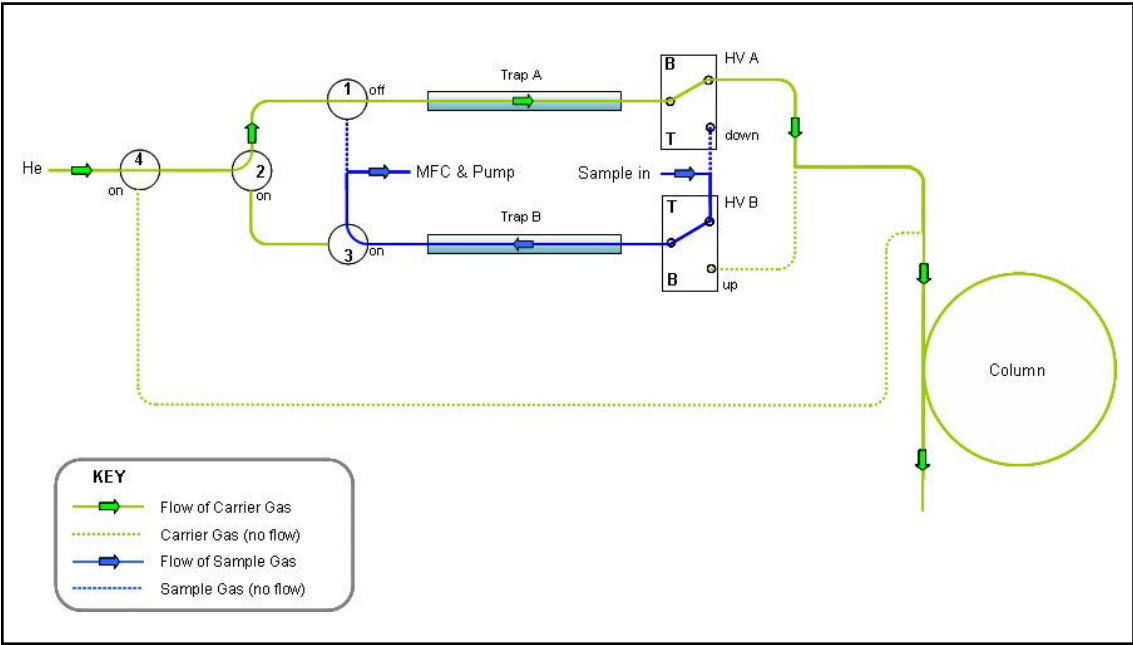 B
HV A
Trap A
1
off
T
down
4
He
2
MFC & Pump
Sample in
on
on
T
HV B
Trap B
3
on
B
up
Column
KEY
Flow of Carrier Gas
Carrier Gas (no flow)
Flow of Sample Gas
Sample Gas (no flow)